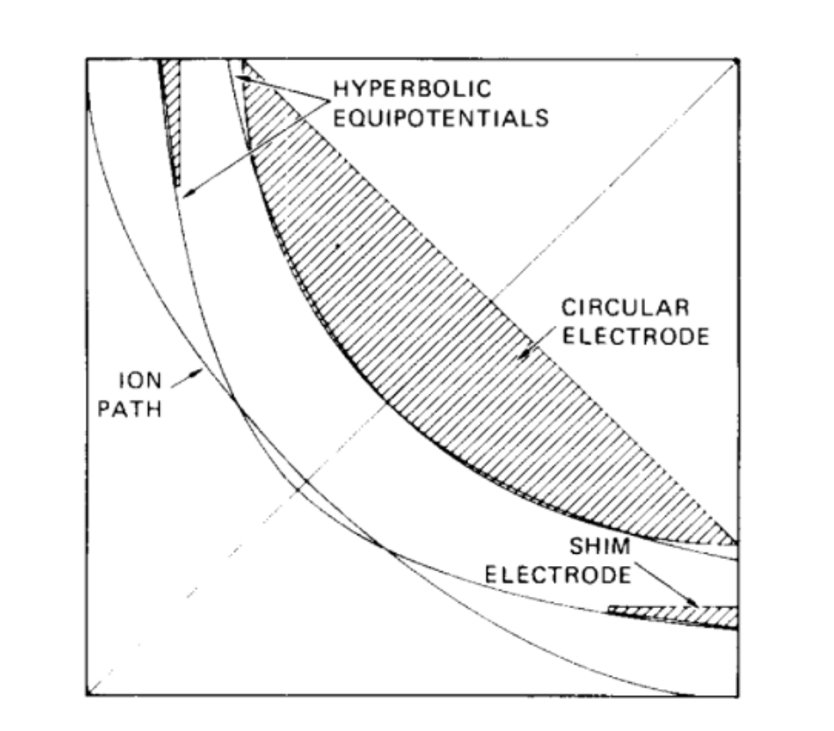 HYPERBOLIC
EQUIPOTENTIALS
CIRCULAR
ELECTRODE
ION
PATH
SHIM
ELECTRODE